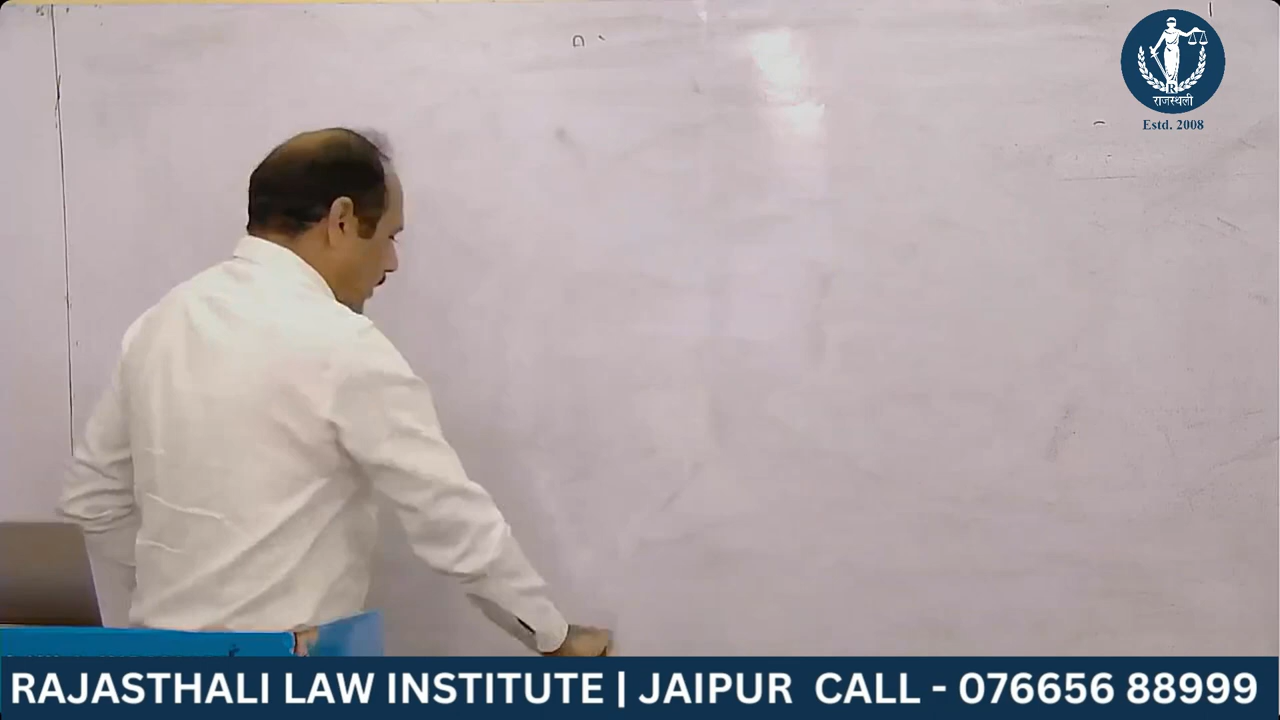 राजस्थली
Estd. 2008
RAJASTHALI LAW INSTITUTE | JAIPUR CALL - 076656 88999